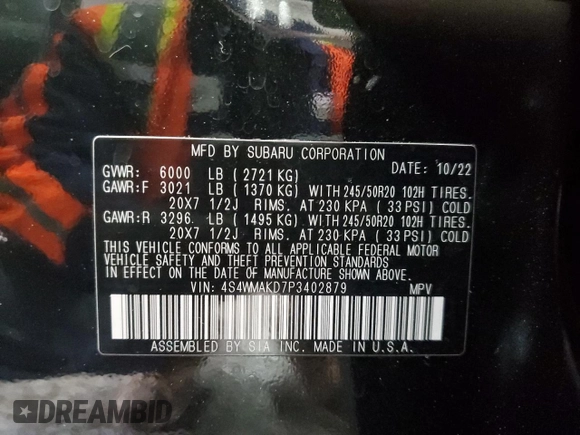 MFD BY SUBARU CORPORATION
DATE: 10/22
GVWR: 6000 LB ( 2721 KG)
GAWR:F 3021 LB ( 1370 KG) WITH 245/50R20 102H TIRES.
20X7 1/2J RIMS. AT 230 KPA ( 33 PSI) COLD
GAWR:R 3296 LB ( 1495 KG) WITH 245/50R20 102H TIRES.
20X7 1/2J RIMS. AT 230 KPA ( 33 PSI) COLD
THIS VEHICLE CONFORMS TO ALL APPLICABLE FEDERAL MOTOR
VEHICLE SAFETY AND THEFT PREVENTION STANDARDS
IN EFFECT ON THE DATE OF MANUFACTURE SHOWN ABOVE.
VIN: 4S4WMAKD7P3402879 MPV
ASSEMBLED BY SIA INC. MADE IN U.S.A.
DREAMBID